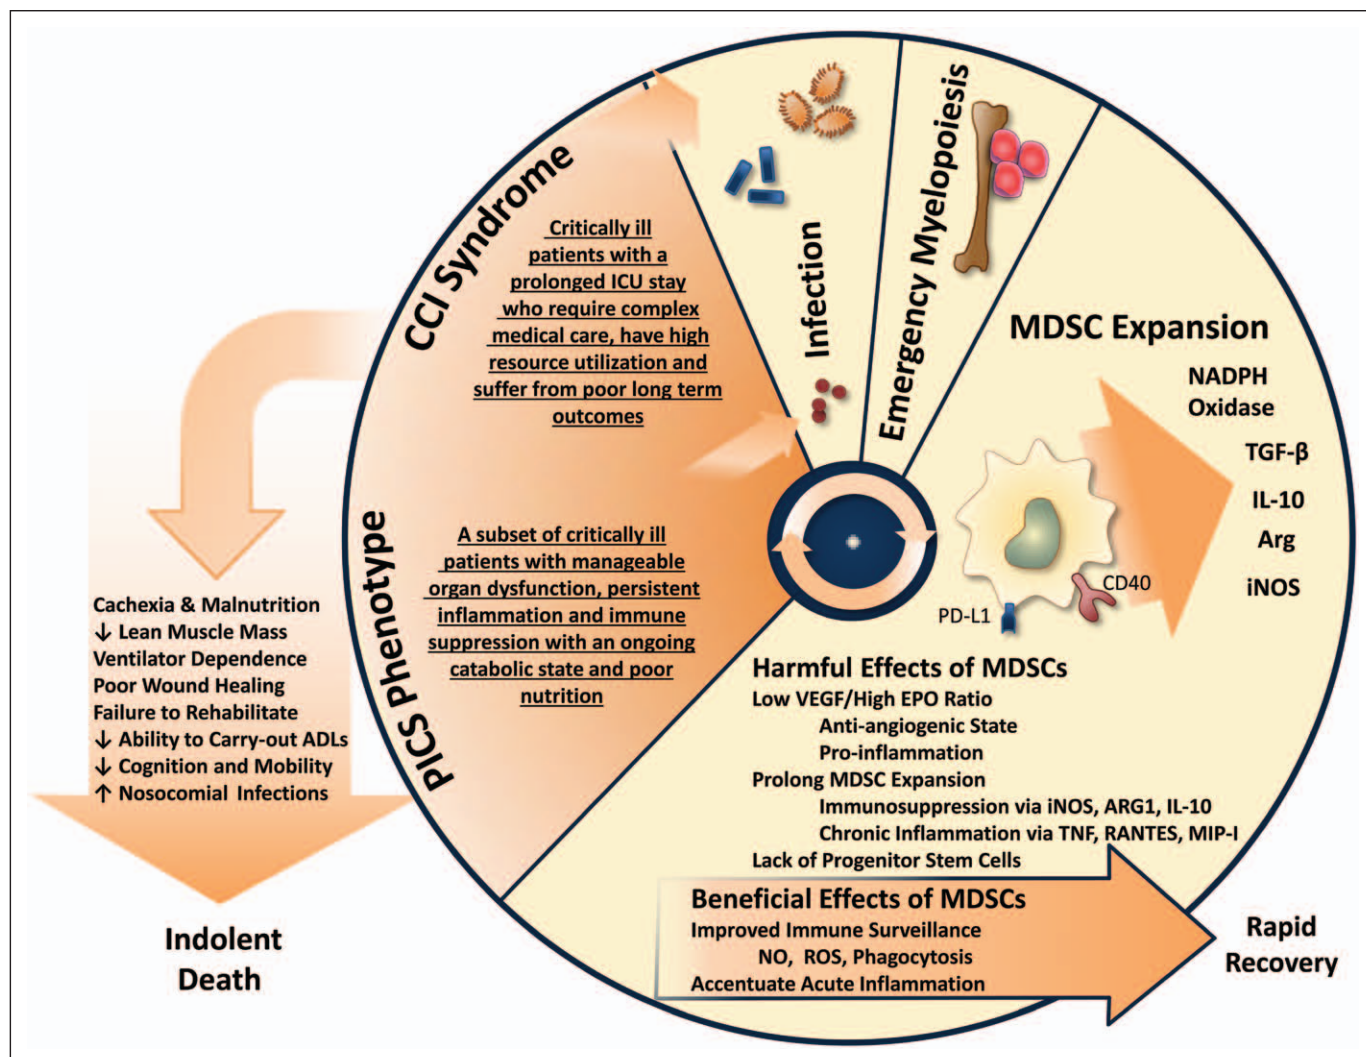 CCI Syndrome
Critically ill
patients with a
prolonged ICU stay
who require complex
medical care, have high
resource utilization and
suffer from poor long term
outcomes
PICS Phenotype
A subset of critically ill
patients with manageable
organ dysfunction, persistent
inflammation and immune
suppression with an ongoing
catabolic state and poor
nutrition
Infection
Emergency Myelopoiesis
MDSC Expansion
NADPH
Oxidase
TGF-β
IL-10
Arg
iNOS
CD40
PD-L1
Harmful Effects of MDSCs
Low VEGF/High EPO Ratio
Anti-angiogenic State
Pro-inflammation
Prolong MDSC Expansion
Immunosuppression via iNOS, ARG1, IL-10
Chronic Inflammation via TNF, RANTES, MIP-I
Lack of Progenitor Stem Cells
Beneficial Effects of MDSCs
Improved Immune Surveillance
NO, ROS, Phagocytosis
Accentuate Acute Inflammation
Rapid
Recovery
Cachexia & Malnutrition
↓ Lean Muscle Mass
Ventilator Dependence
Poor Wound Healing
Failure to Rehabilitate
↓ Ability to Carry-out ADLs
↓ Cognition and Mobility
↑ Nosocomial Infections
Indolent
Death